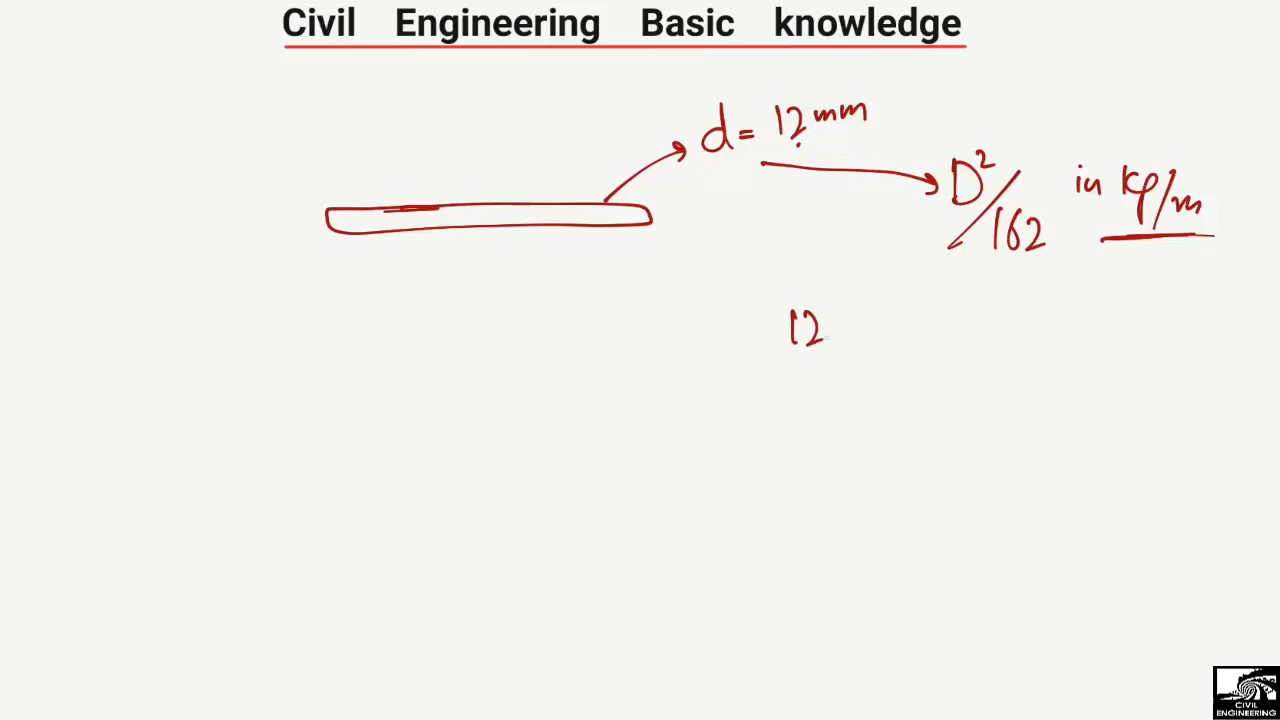 Civil Engineering Basic knowledge
d = 12 mm
D²/162 in Kg/m
12
CIVIL
ENGINEERING